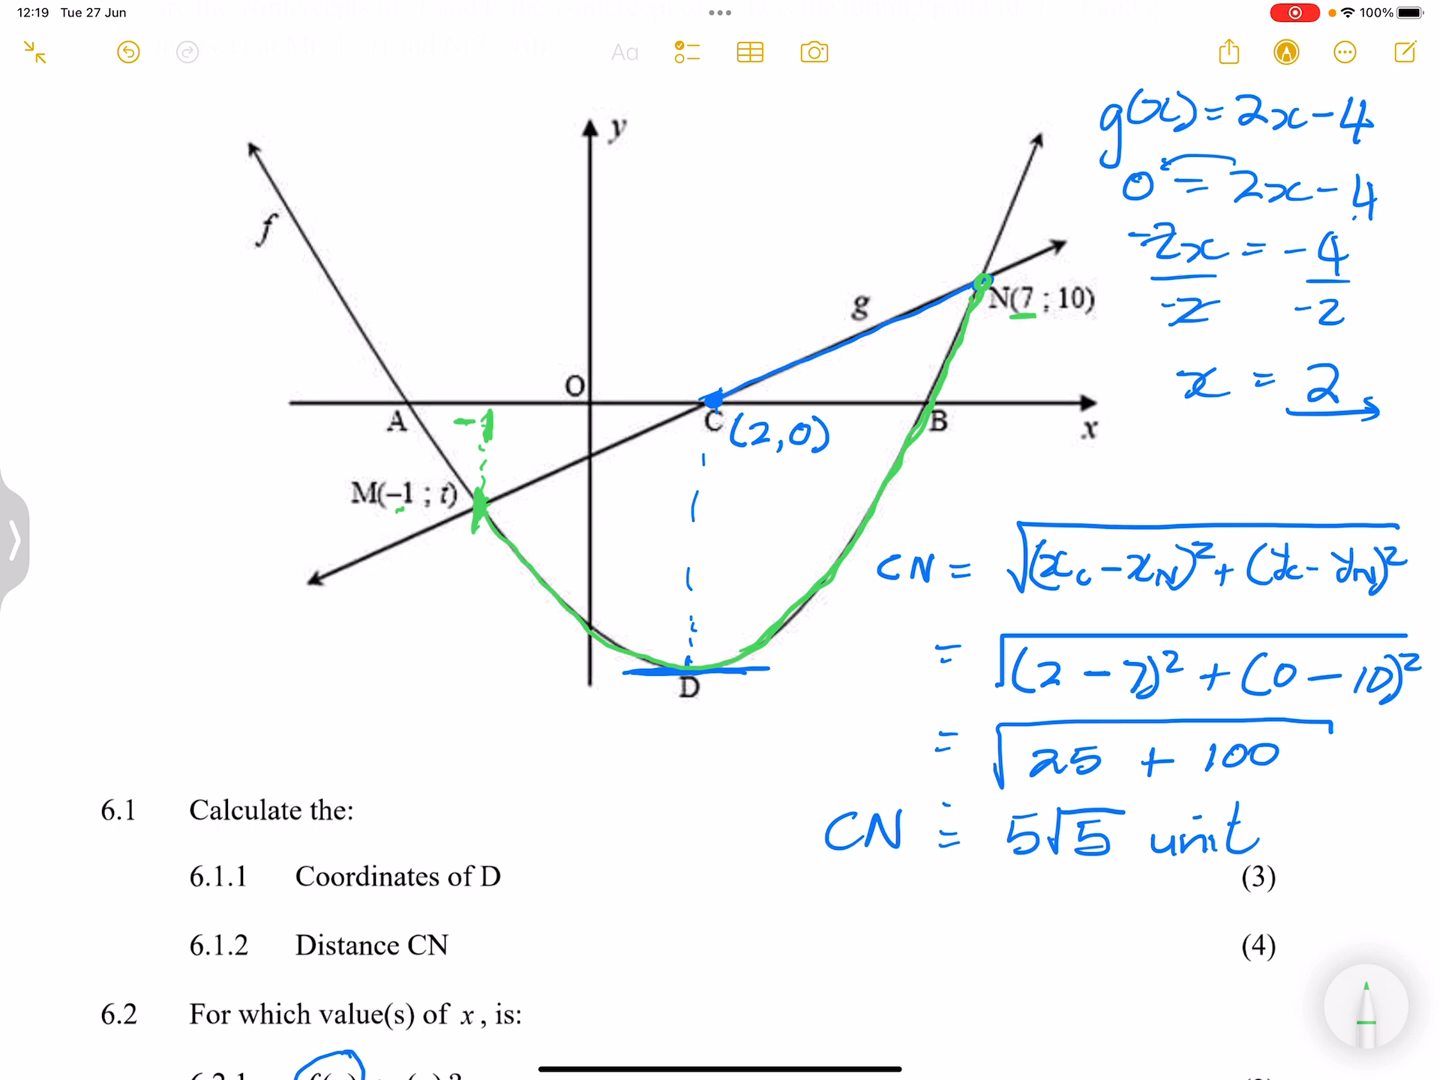 12:19 Tue 27 Jun
100%
Aa
y
g(x) = 2x - 4
0 = 2x - 4
f
-2x = -4
-2 -2
g
N(7 ; 10)
x = 2
O
A
-1
C
(2,0)
B
x
M(-1 ; t)
CN = √(x_C - x_N)² + (y_C - y_N)²
= √(2 - 7)² + (0 - 10)²
D
= √25 + 100
CN = 5√5 unit
6.1 Calculate the:
6.1.1 Coordinates of D (3)
6.1.2 Distance CN (4)
6.2 For which value(s) of x , is: